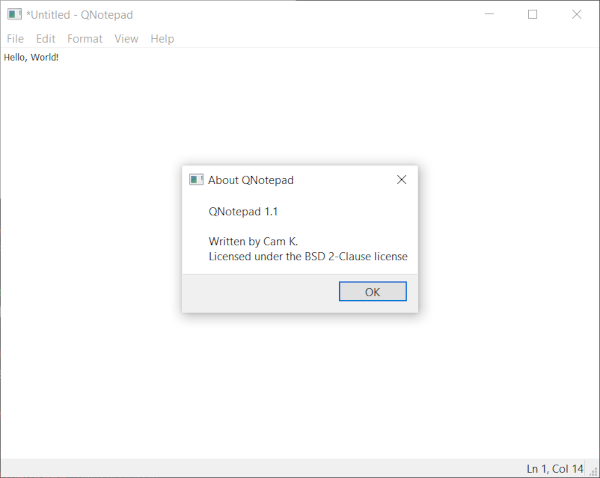 *Untitled - QNotepad
File Edit Format View Help
Hello, World!
About QNotepad
QNotepad 1.1
Written by Cam K.
Licensed under the BSD 2-Clause license
OK
Ln 1, Col 14